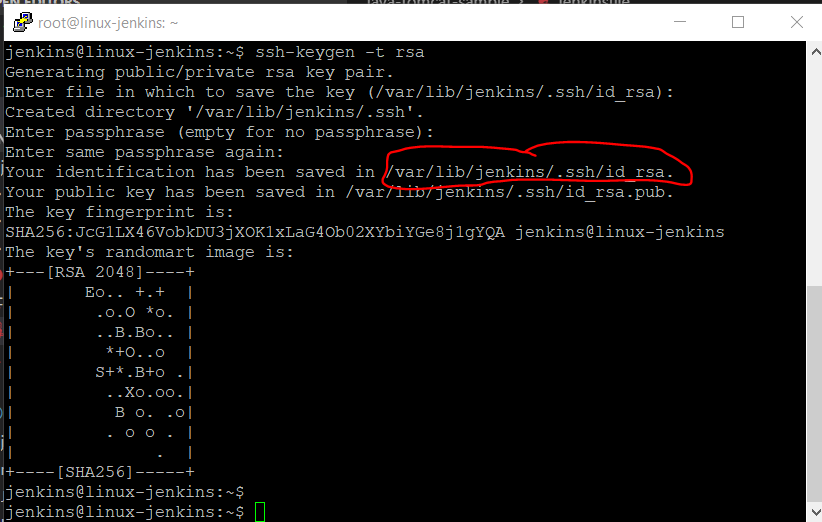 root@linux-jenkins: ~
jenkins@linux-jenkins:~$ ssh-keygen -t rsa
Generating public/private rsa key pair.
Enter file in which to save the key (/var/lib/jenkins/.ssh/id_rsa):
Created directory '/var/lib/jenkins/.ssh'.
Enter passphrase (empty for no passphrase):
Enter same passphrase again:
Your identification has been saved in /var/lib/jenkins/.ssh/id_rsa.
Your public key has been saved in /var/lib/jenkins/.ssh/id_rsa.pub.
The key fingerprint is:
SHA256:JcG1LX46VobkDU3jXOK1xLaG4Ob02XYbiYGe8j1gYQA jenkins@linux-jenkins
The key's randomart image is:
+---[RSA 2048]----+
|       Eo.. +.+  |
|        .o.O *o. |
|        ..B.Bo.. |
|         *+O..o  |
|        S+*.B+o .|
|         ..Xo.oo.|
|          B o. .o|
|         . o o . |
|              .  |
+----[SHA256]-----+
jenkins@linux-jenkins:~$
jenkins@linux-jenkins:~$